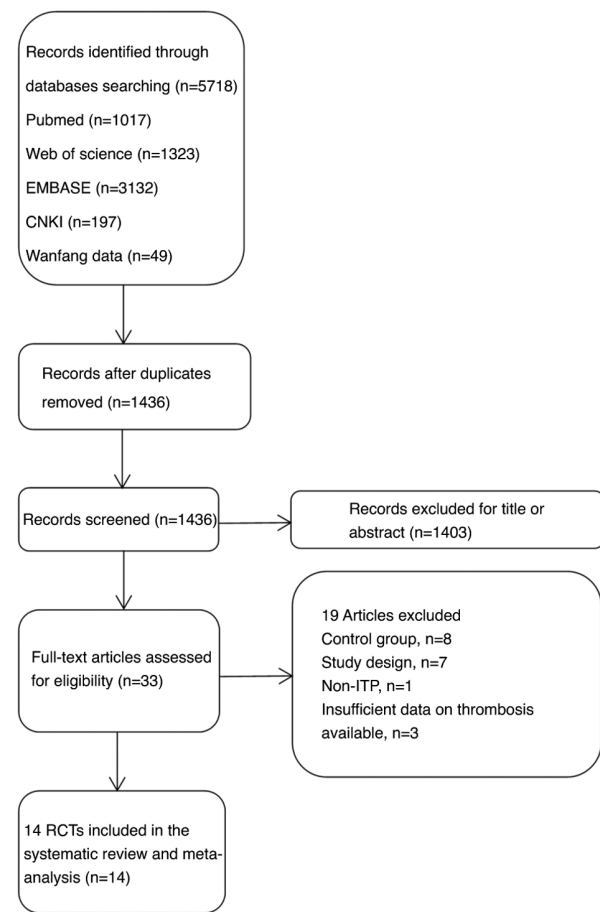 Records identified through
databases searching (n=5718)
Pubmed (n=1017)
Web of science (n=1323)
EMBASE (n=3132)
CNKI (n=197)
Wanfang data (n=49)
Records after duplicates
removed (n=1436)
Records screened (n=1436)
Records excluded for title or
abstract (n=1403)
Full-text articles assessed
for eligibility (n=33)
19 Articles excluded
Control group, n=8
Study design, n=7
Non-ITP, n=1
Insufficient data on thrombosis
available, n=3
14 RCTs included in the
systematic review and meta-
analysis (n=14)